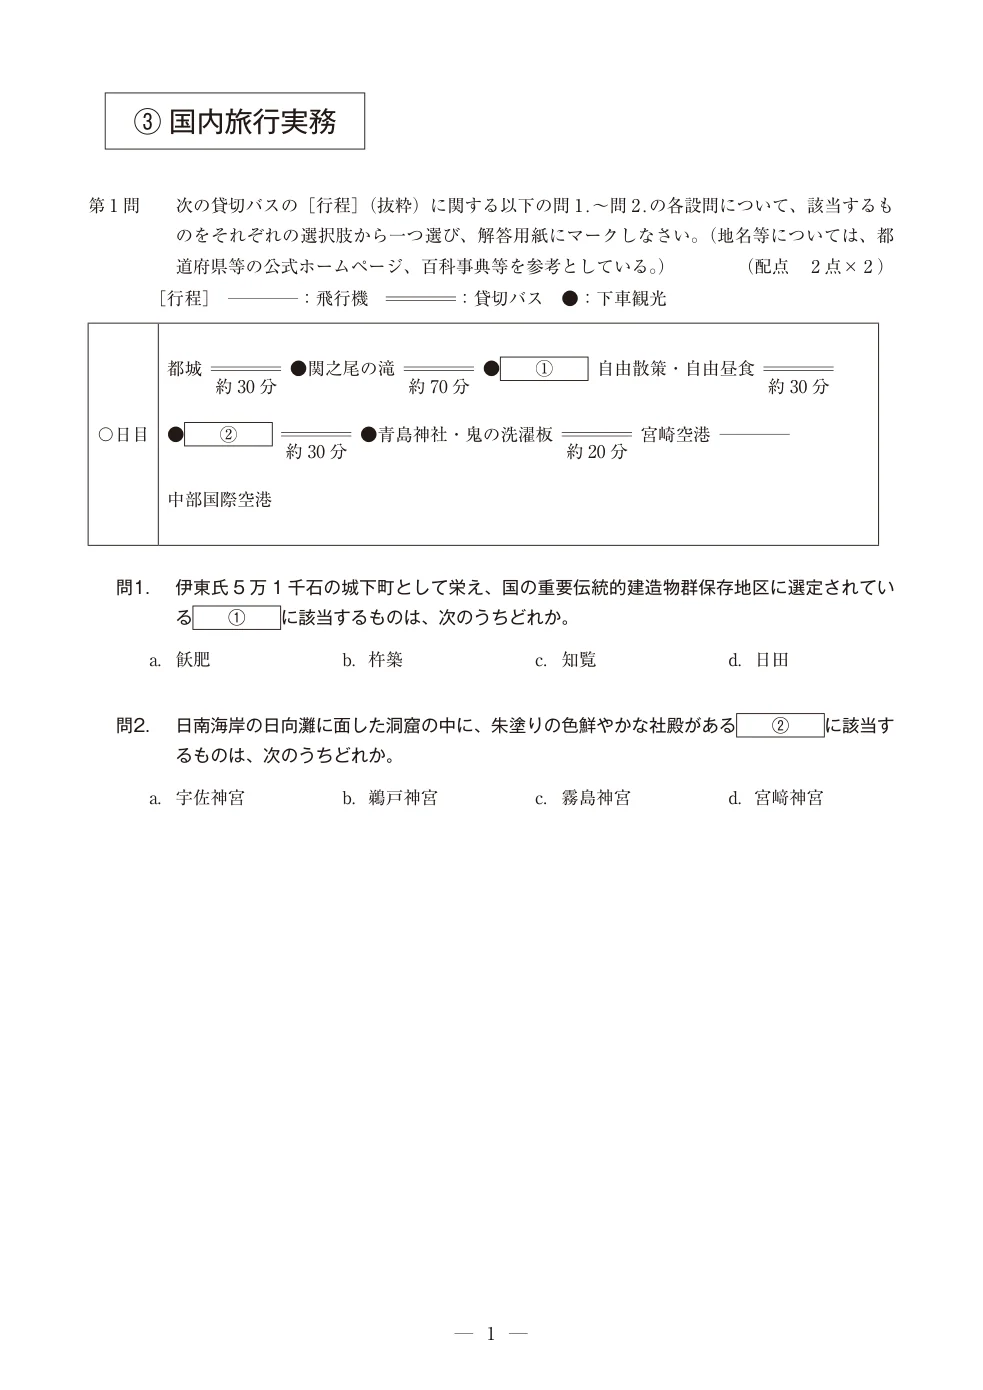 ③ 国内旅行実務
第１問　次の貸切バスの［行程］（抜粋）に関する以下の問１.～問２.の各設問について、該当するも
のをそれぞれの選択肢から一つ選び、解答用紙にマークしなさい。（地名等については、都
道府県等の公式ホームページ、百科事典等を参考としている。）　（配点　２点×２）
［行程］　――――：飛行機　════：貸切バス　●：下車観光
都城 ════ ●関之尾の滝 ════ ● ① 自由散策・自由昼食 ════
約30分　約70分　約30分
○日目　● ② ════ ●青島神社・鬼の洗濯板 ════ 宮崎空港 ――――
約30分　約20分
中部国際空港
問1.　伊東氏５万１千石の城下町として栄え、国の重要伝統的建造物群保存地区に選定されてい
る ① に該当するものは、次のうちどれか。
a. 飫肥　b. 杵築　c. 知覧　d. 日田
問2.　日南海岸の日向灘に面した洞窟の中に、朱塗りの色鮮やかな社殿がある ② に該当す
るものは、次のうちどれか。
a. 宇佐神宮　b. 鵜戸神宮　c. 霧島神宮　d. 宮﨑神宮
― 1 ―